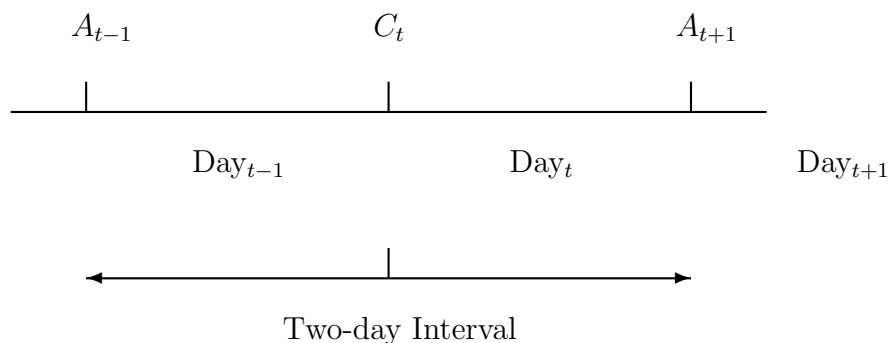 A_{t−1} C_t A_{t+1}
Day_{t−1} Day_t Day_{t+1}
Two-day Interval